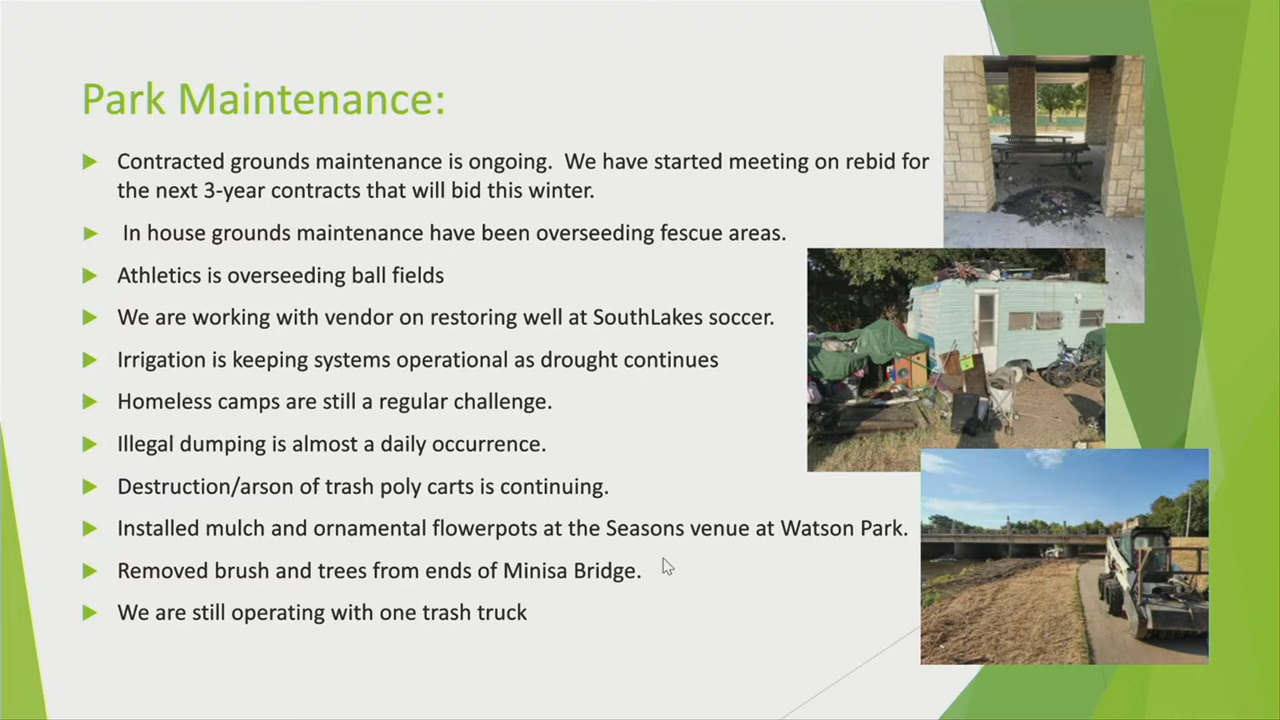 Park Maintenance:
Contracted grounds maintenance is ongoing.  We have started meeting on rebid for
the next 3-year contracts that will bid this winter.
In house grounds maintenance have been overseeding fescue areas.
Athletics is overseeding ball fields
We are working with vendor on restoring well at SouthLakes soccer.
Irrigation is keeping systems operational as drought continues
Homeless camps are still a regular challenge.
Illegal dumping is almost a daily occurrence.
Destruction/arson of trash poly carts is continuing.
Installed mulch and ornamental flowerpots at the Seasons venue at Watson Park.
Removed brush and trees from ends of Minisa Bridge.
We are still operating with one trash truck